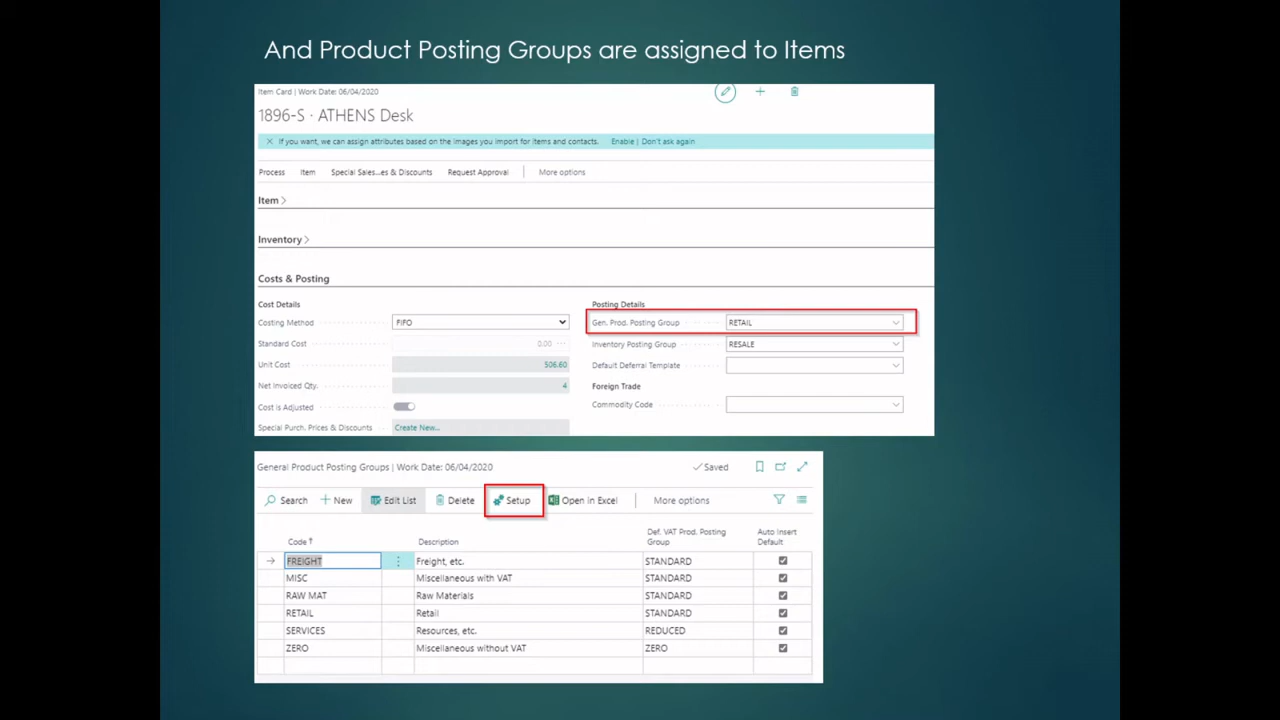 And Product Posting Groups are assigned to Items
Item Card | Work Date: 06/04/2020
1896-S · ATHENS Desk
If you want, we can assign attributes based on the images you import for items and contacts. Enable | Don't ask again
Process Item Special Sales...es & Discounts Request Approval More options
Item
Inventory
Costs & Posting
Cost Details Posting Details
Costing Method FIFO Gen. Prod. Posting Group RETAIL
Standard Cost 0.00 Inventory Posting Group RESALE
Unit Cost 506.60 Default Deferral Template
Net Invoiced Qty. 4 Foreign Trade
Cost is Adjusted Commodity Code
Special Purch. Prices & Discounts Create New...
General Product Posting Groups | Work Date: 06/04/2020 Saved
Search New Edit List Delete Setup Open in Excel More options
Def. VAT Prod. Posting Auto Insert
Code ↑ Description Group Default
FREIGHT Freight, etc. STANDARD
MISC Miscellaneous with VAT STANDARD
RAW MAT Raw Materials STANDARD
RETAIL Retail STANDARD
SERVICES Resources, etc. REDUCED
ZERO Miscellaneous without VAT ZERO